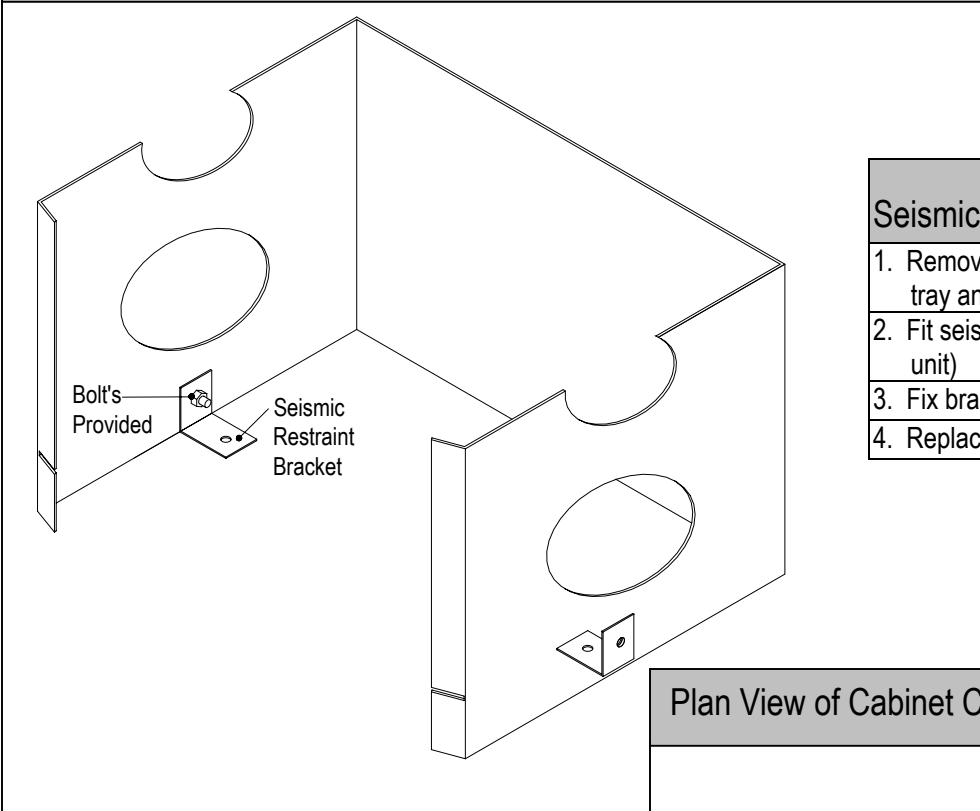 Bolt's
Provided
Seismic
Restraint
Bracket
Seismic
1. Remov
tray an
2. Fit seis
unit)
3. Fix bra
4. Replac
Plan View of Cabinet C